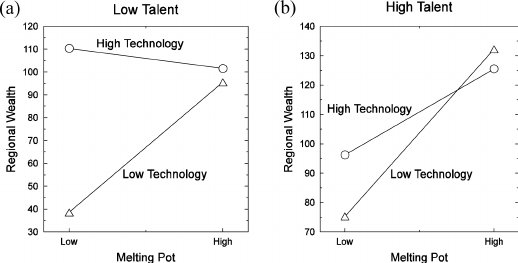 (a)
Low Talent
120
110
100
90
80
70
60
50
40
30
Regional Wealth
High Technology
Low Technology
Low
High
Melting Pot
(b)
High Talent
140
130
120
110
100
90
80
70
Regional Wealth
High Technology
Low Technology
Low
High
Melting Pot